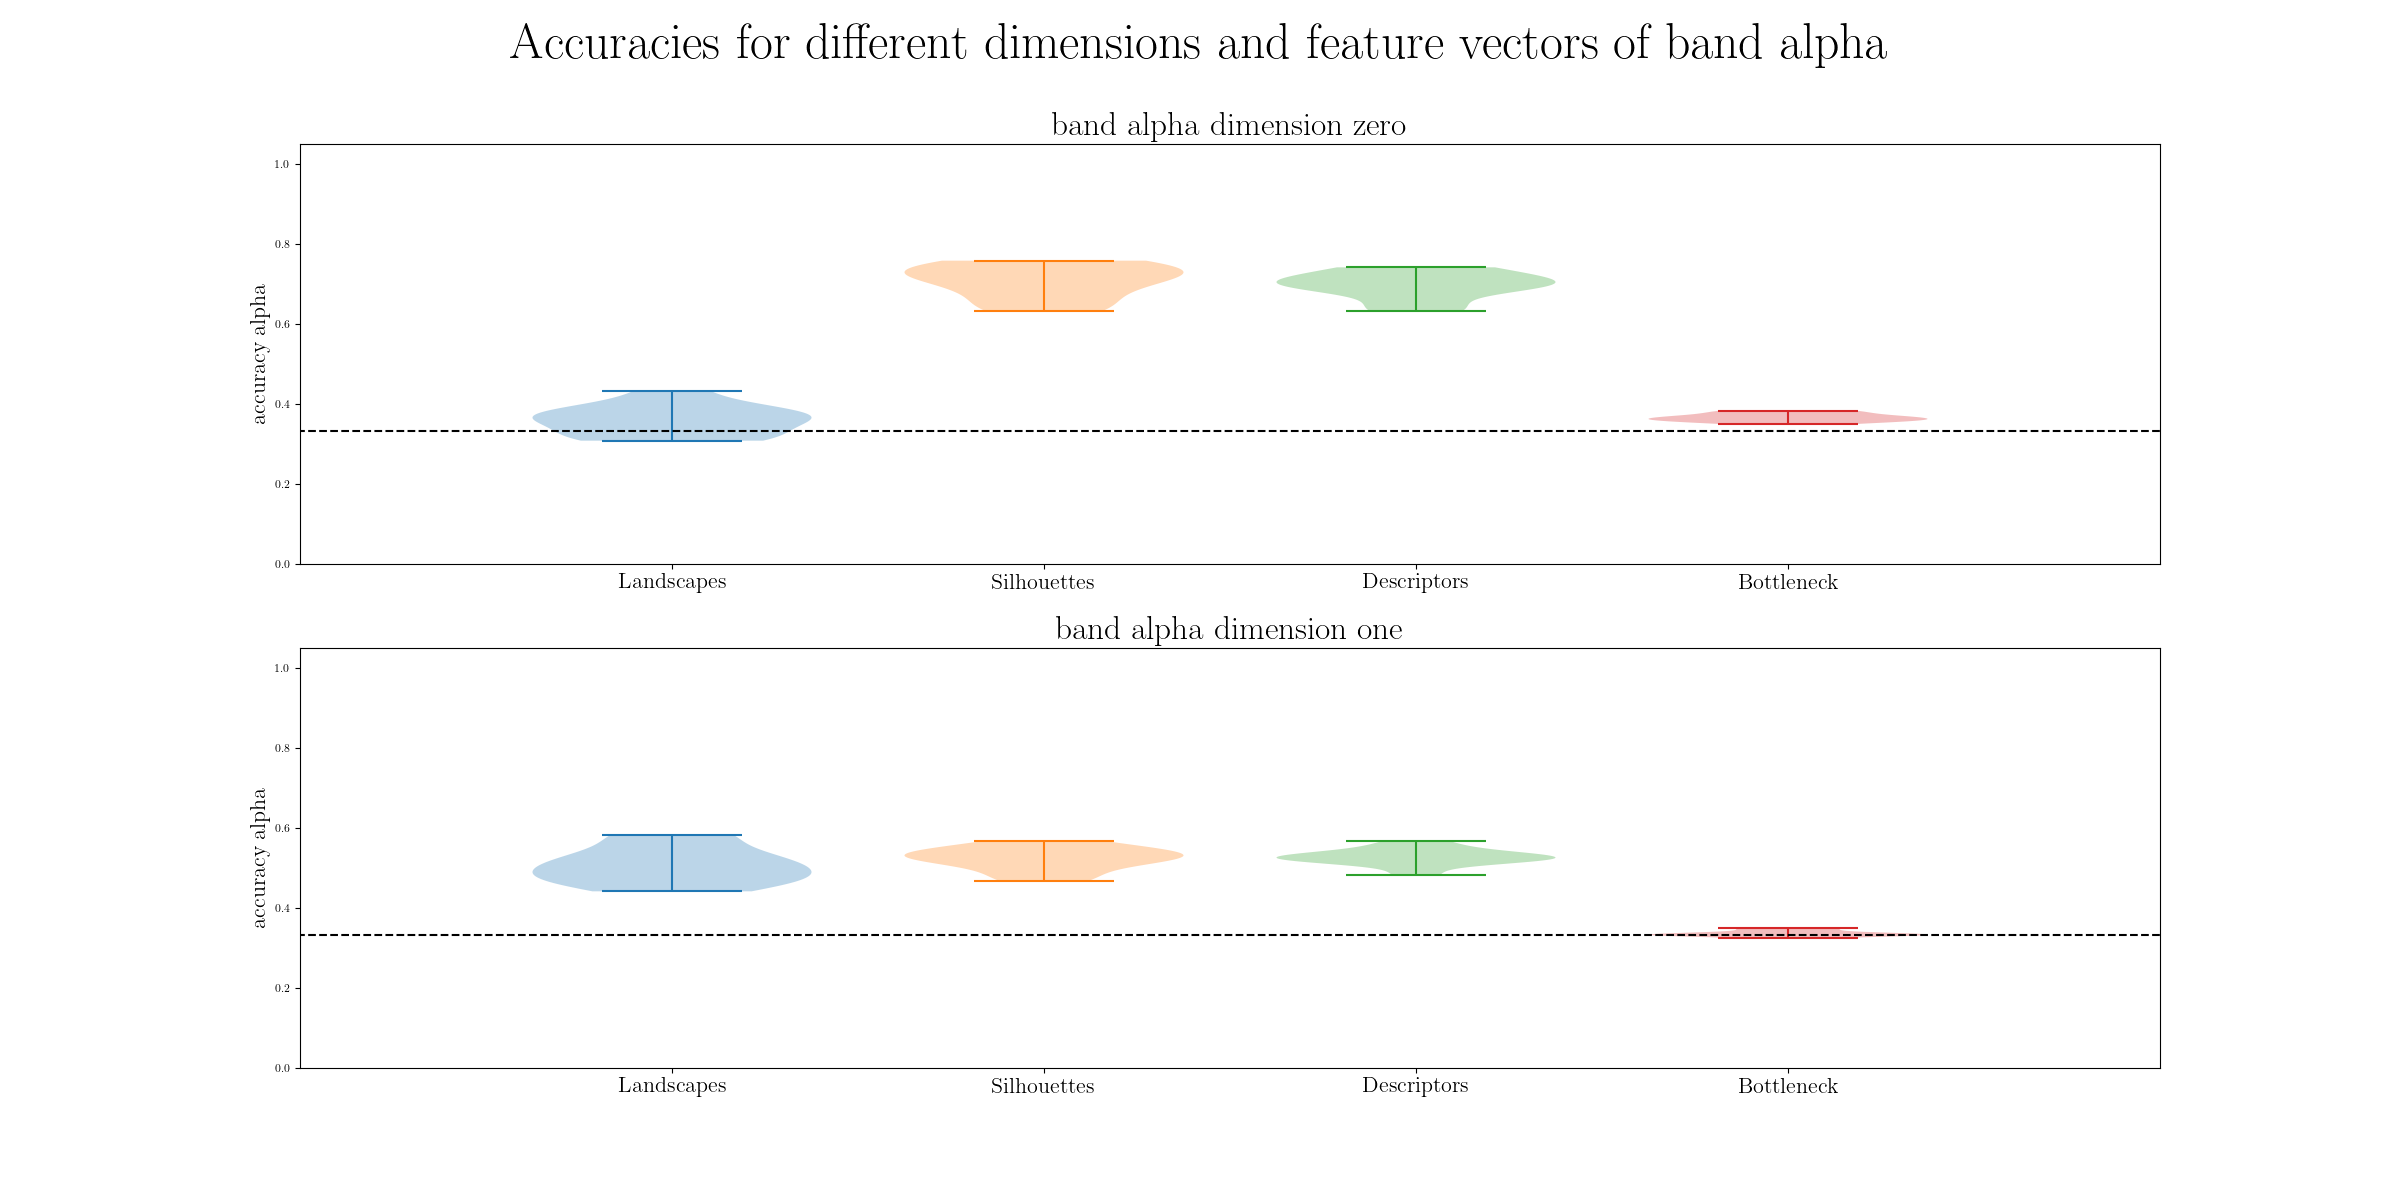 Accuracies for different dimensions and feature vectors of band alpha
band alpha dimension zero
accuracy alpha
1.0
0.8
0.6
0.4
0.2
0.0
Landscapes Silhouettes Descriptors Bottleneck
band alpha dimension one
accuracy alpha
1.0
0.8
0.6
0.4
0.2
0.0
Landscapes Silhouettes Descriptors Bottleneck